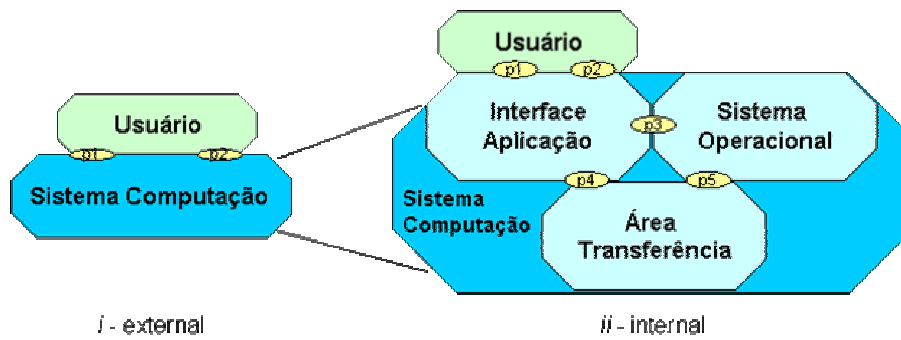 Usuário
p1 p2
Sistema Computação
i - external
Usuário
p1 p2
Interface
Aplicação
p3
Sistema
Operacional
p4 p5
Sistema
Computação
Área
Transferência
ii - internal